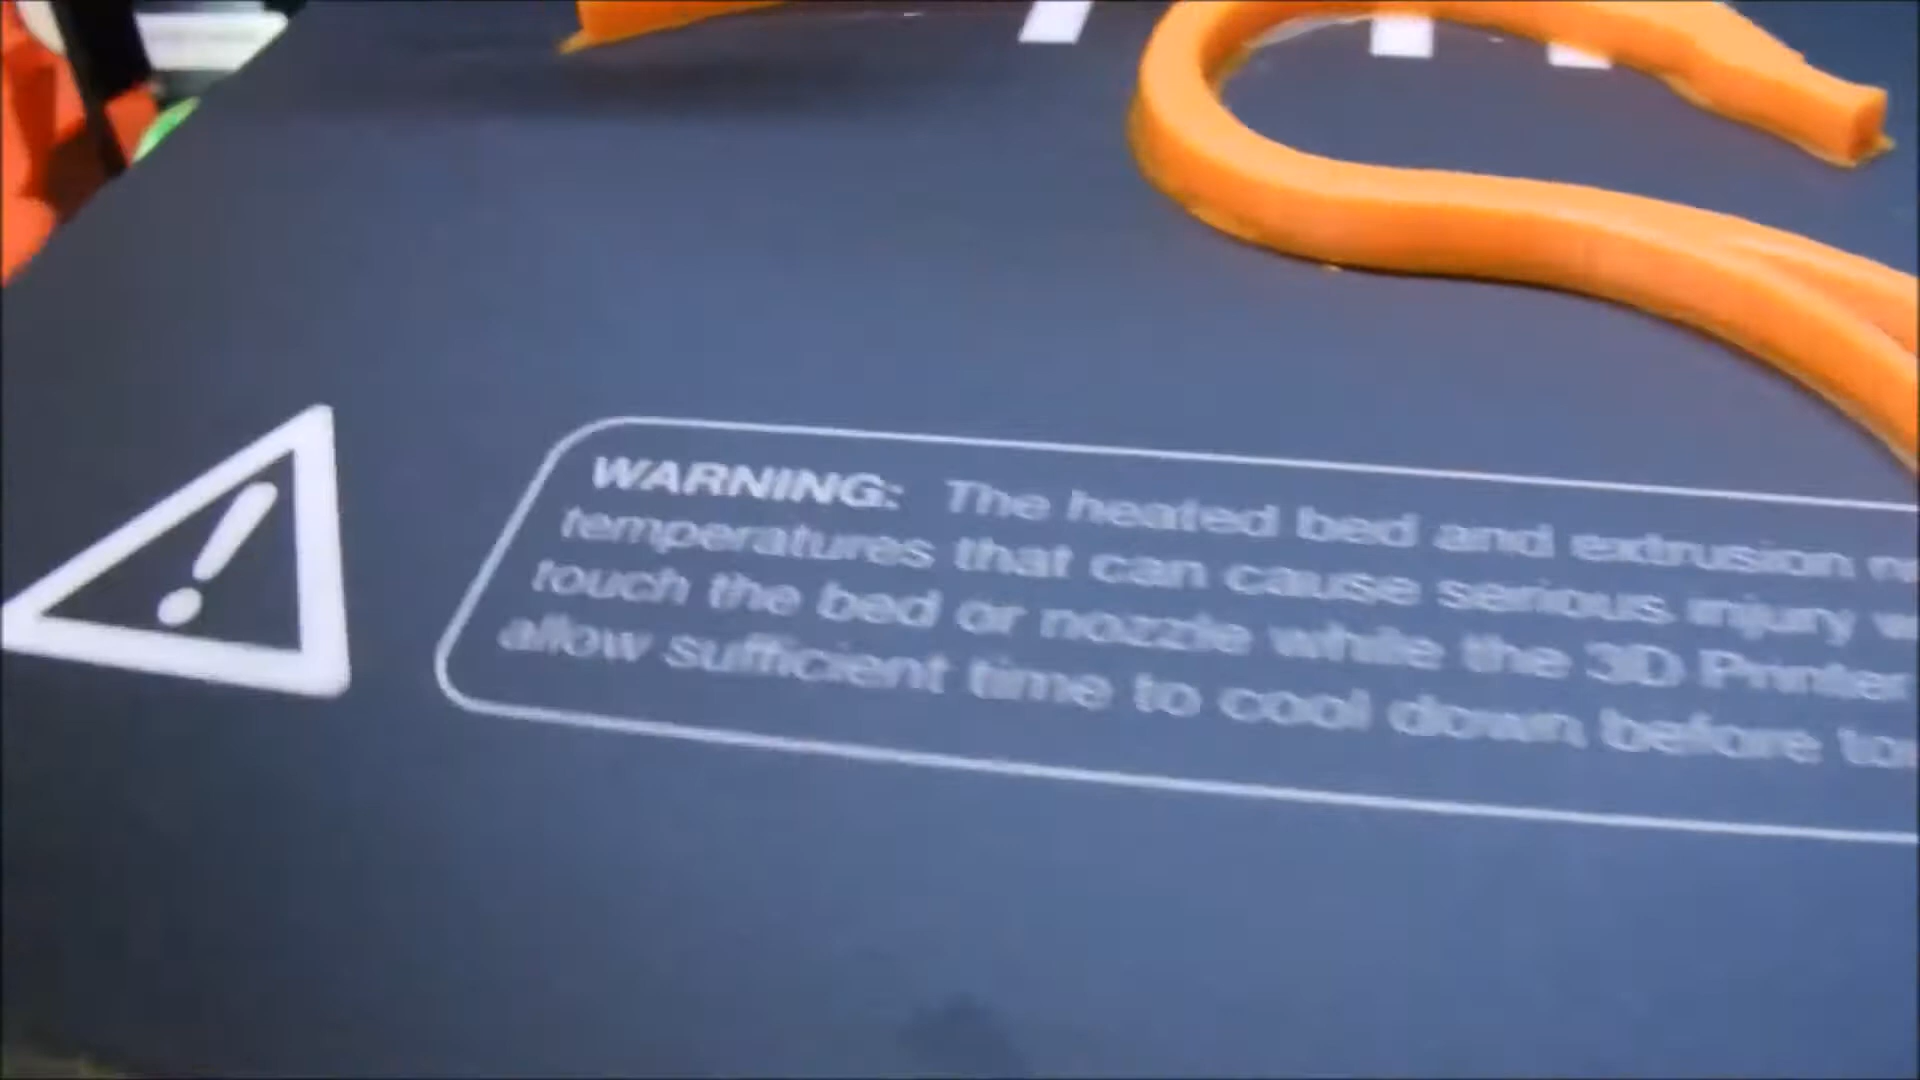 WARNING: The heated bed and extrusion
temperatures that can cause serious injury
touch the bed or nozzle while the 3D Printer
allow sufficient time to cool down before